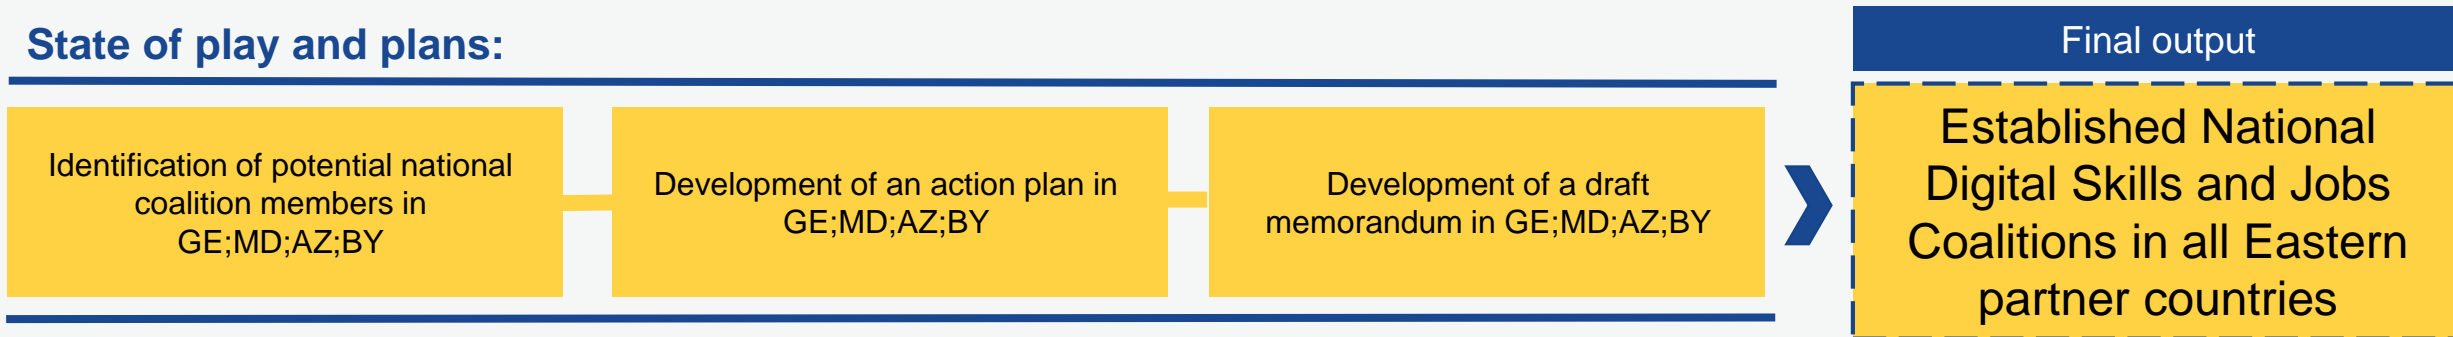 State of play and plans:
Identification of potential national
coalition members in
GE;MD;AZ;BY
Development of an action plan in
GE;MD;AZ;BY
Development of a draft
memorandum in GE;MD;AZ;BY
Final output
Established National
Digital Skills and Jobs
Coalitions in all Eastern
partner countries